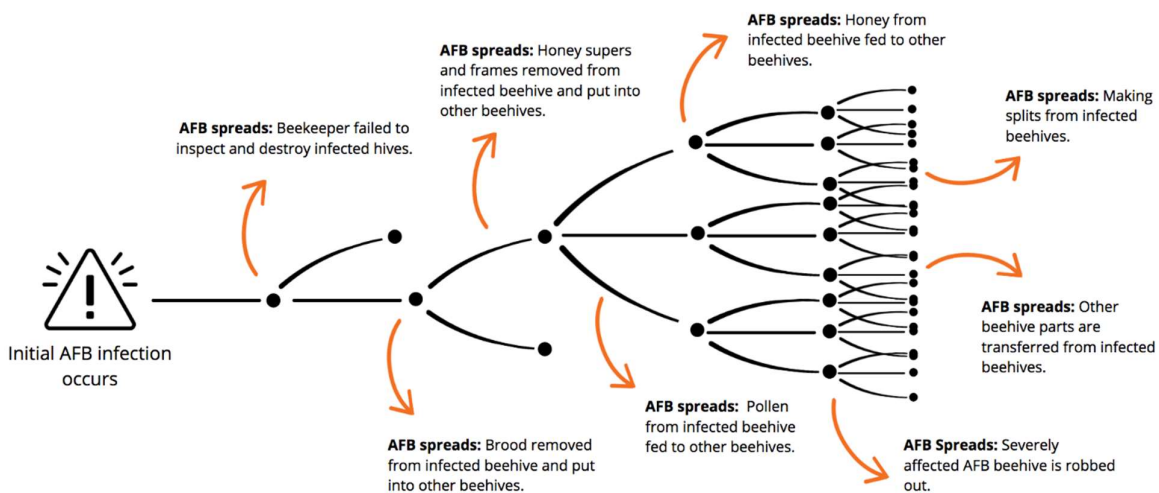 AFB spreads: Honey from
infected beehive fed to other
beehives.
AFB spreads: Honey supers
and frames removed from
infected beehive and put into
other beehives.
AFB spreads: Making
splits from infected
beehives.
AFB spreads: Beekeeper failed to
inspect and destroy infected hives.
Initial AFB infection
occurs
AFB spreads: Other
beehive parts are
transferred from infected
beehives.
AFB spreads: Pollen
from infected beehive
fed to other beehives.
AFB spreads: Brood removed
from infected beehive and put
into other beehives.
AFB Spreads: Severely
affected AFB beehive is robbed
out.